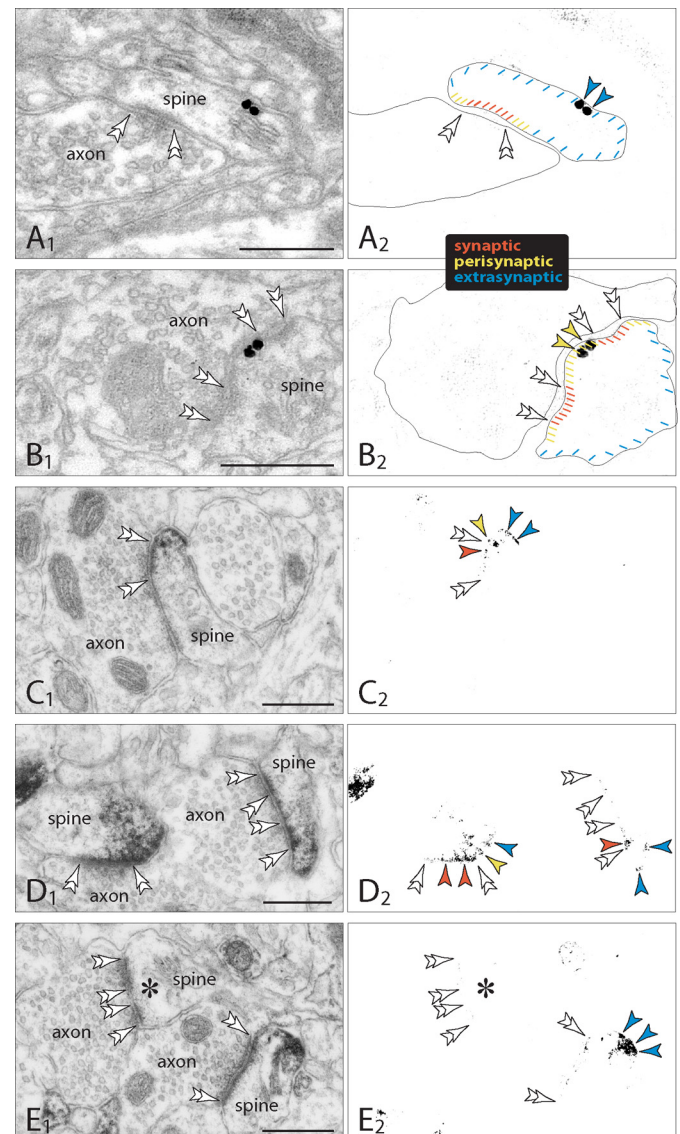 spine
axon
A1
A2
synaptic
perisynaptic
extrasynaptic
axon
spine
B1
B2
axon
spine
C1
C2
spine
spine
axon
axon
D1
D2
spine
*
*
axon
axon
spine
E1
E2